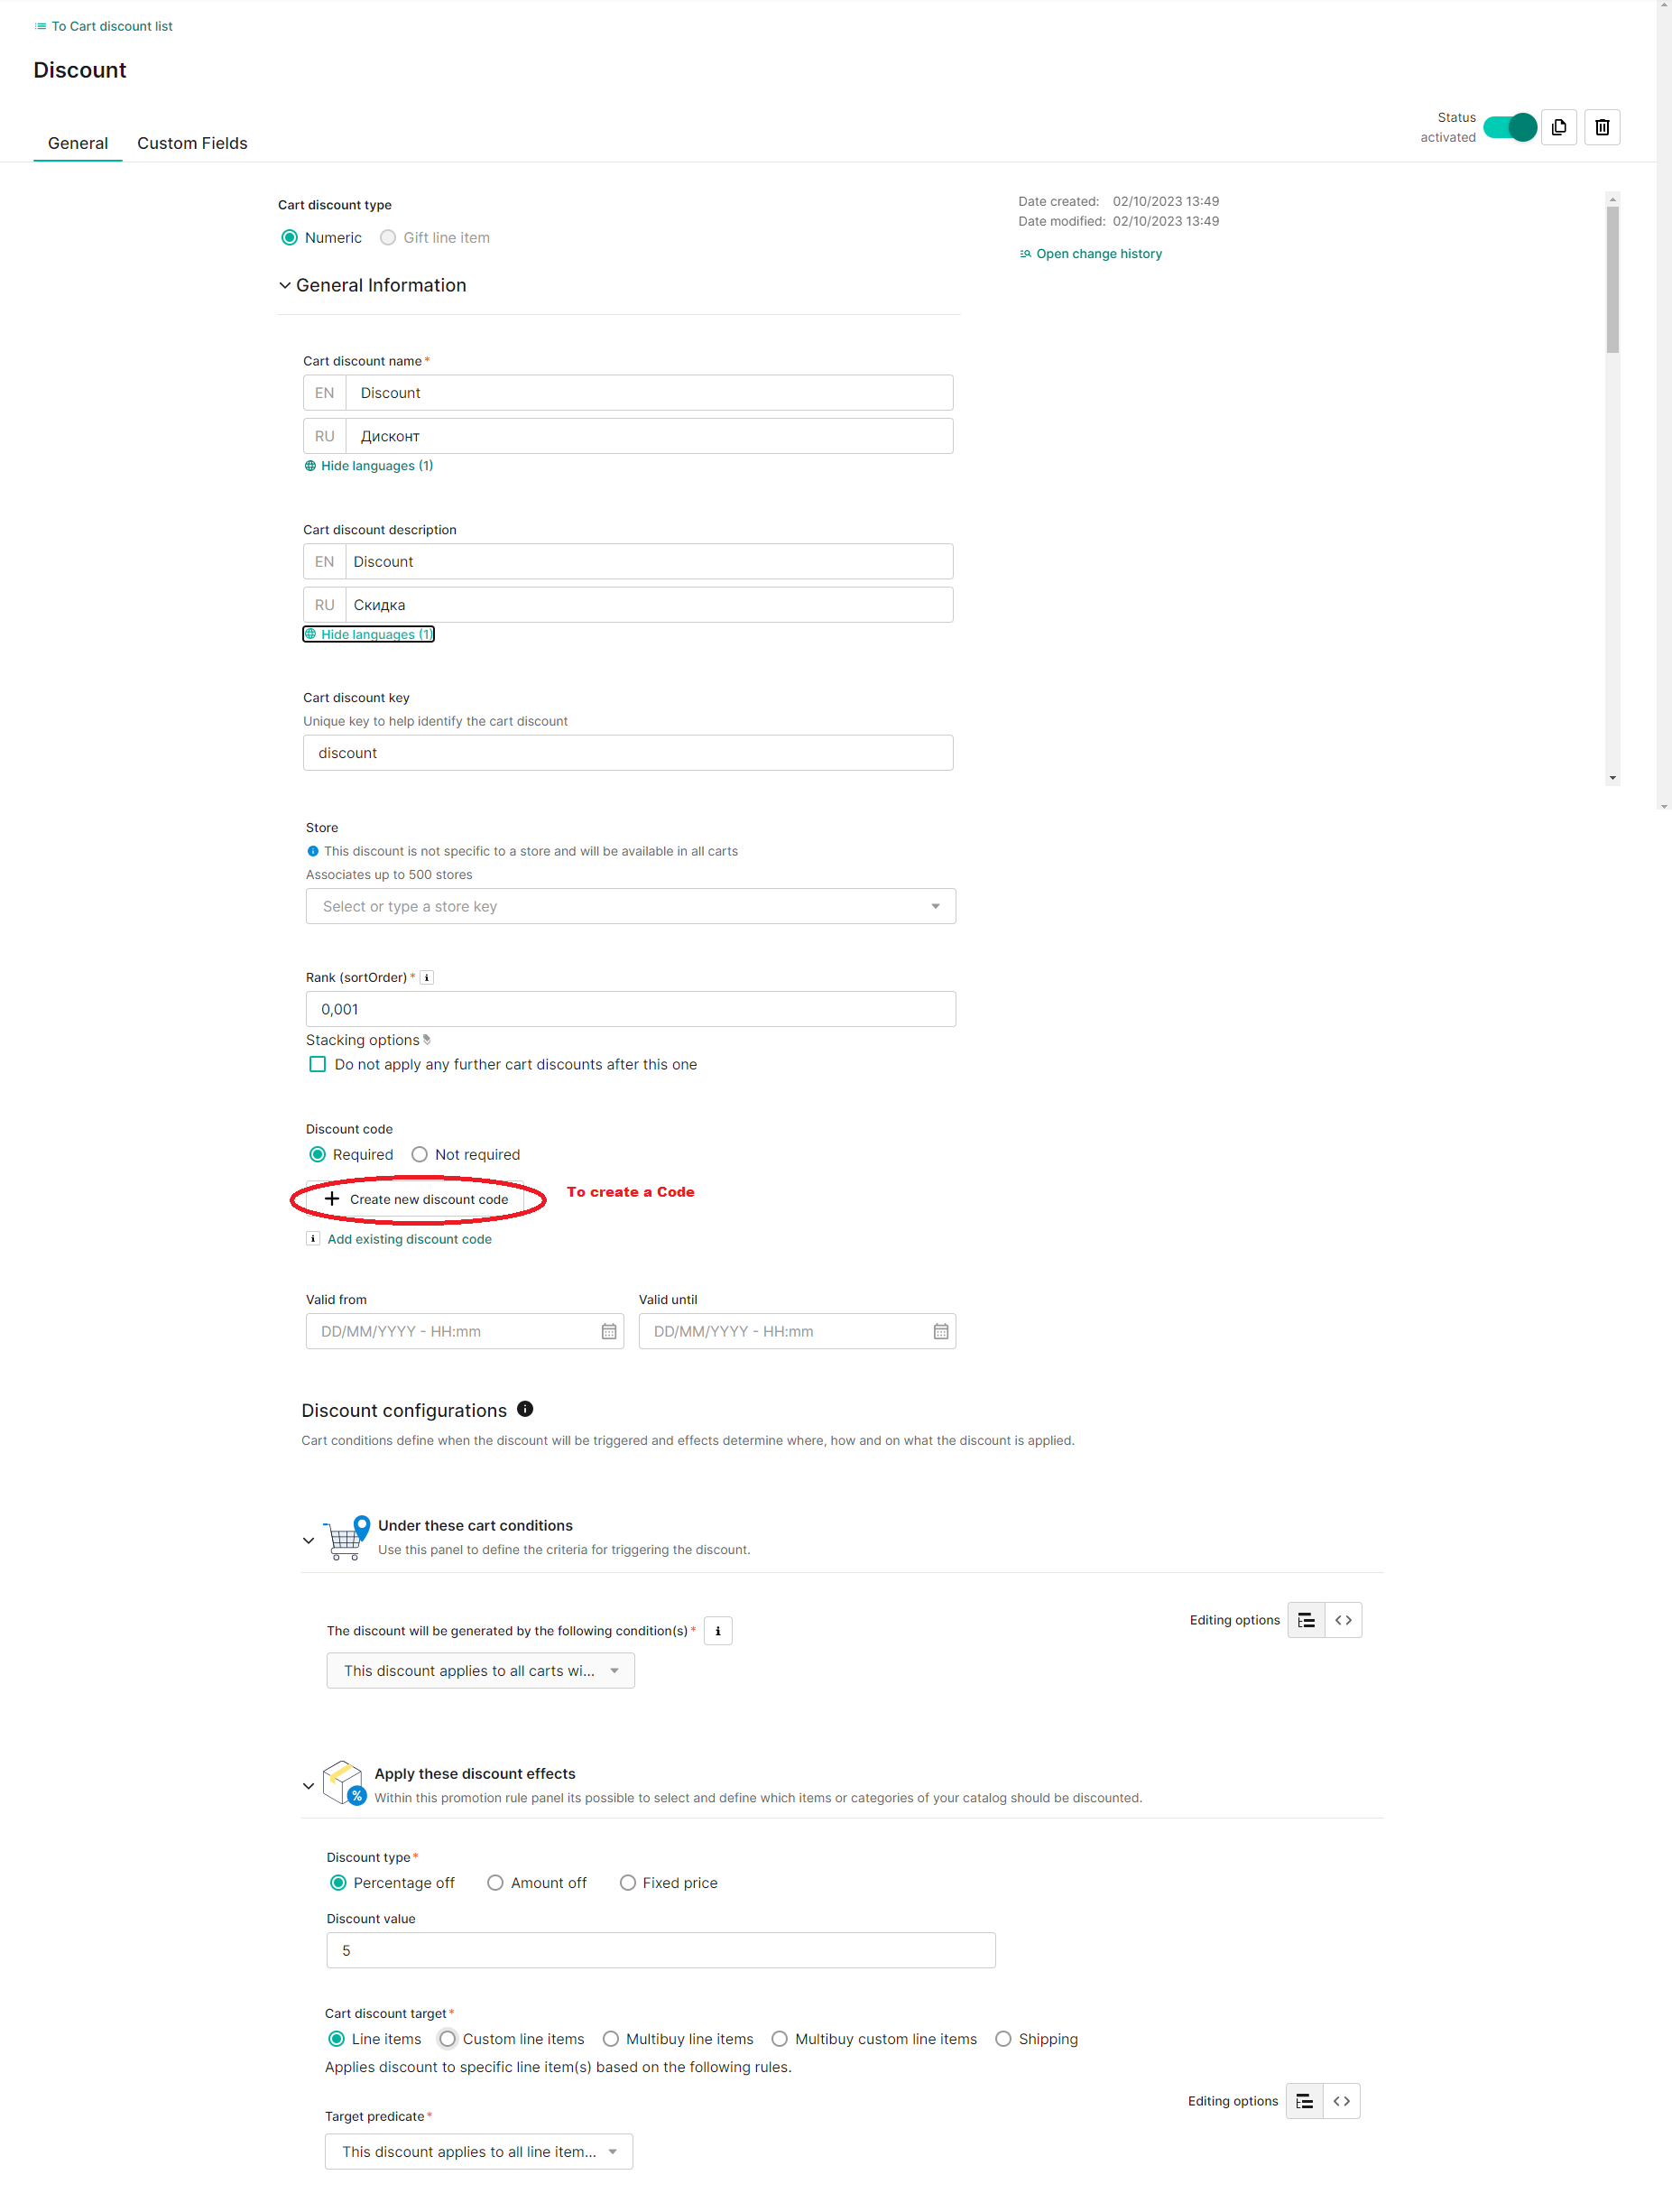 To Cart discount list
Discount
Status
activated
General Custom Fields
Cart discount type
Numeric Gift line item
Date created: 02/10/2023 13:49
Date modified: 02/10/2023 13:49
Open change history
General Information
Cart discount name*
EN Discount
RU Дисконт
Hide languages (1)
Cart discount description
EN Discount
RU Скидка
Hide languages (1)
Cart discount key
Unique key to help identify the cart discount
discount
Store
This discount is not specific to a store and will be available in all carts
Associates up to 500 stores
Select or type a store key
Rank (sortOrder)*
0,001
Stacking options
Do not apply any further cart discounts after this one
Discount code
Required Not required
Create new discount code
To create a Code
Add existing discount code
Valid from Valid until
DD/MM/YYYY - HH:mm DD/MM/YYYY - HH:mm
Discount configurations
Cart conditions define when the discount will be triggered and effects determine where, how and on what the discount is applied.
Under these cart conditions
Use this panel to define the criteria for triggering the discount.
Editing options
The discount will be generated by the following condition(s)*
This discount applies to all carts wi...
Apply these discount effects
Within this promotion rule panel its possible to select and define which items or categories of your catalog should be discounted.
Discount type*
Percentage off Amount off Fixed price
Discount value
5
Cart discount target*
Line items Custom line items Multibuy line items Multibuy custom line items Shipping
Applies discount to specific line item(s) based on the following rules.
Editing options
Target predicate*
This discount applies to all line item...